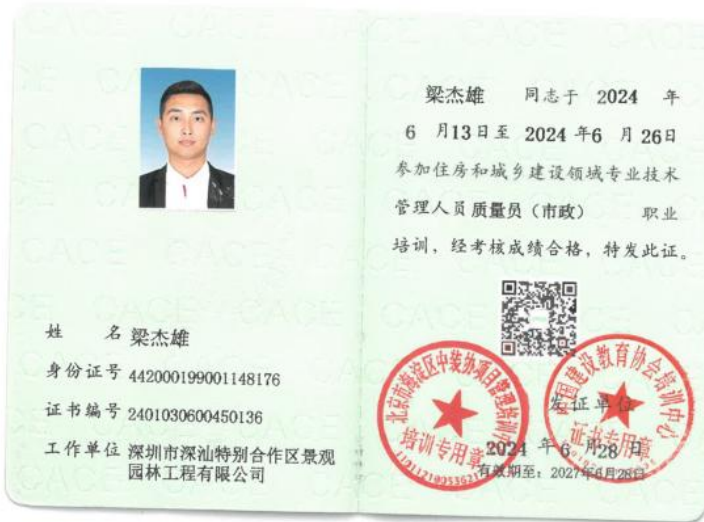 姓 名 梁杰雄
身份证号 442000199001148176
证书编号 2401030600450136
工作单位 深圳市深汕特别合作区景观
园林工程有限公司
梁杰雄 同志于 2024 年
6 月13日至 2024 年6 月 26日
参加住房和城乡建设领域专业技术
管理人员质量员（市政） 职业
培训，经考核成绩合格，特发此证。
北京市海淀区中装协项目管理培训
培训专用章
国建设教育协会培训中心
证书专用章
发证单位
2024 年 6 月 28 日
有效期至：2027年6月28日
CACE